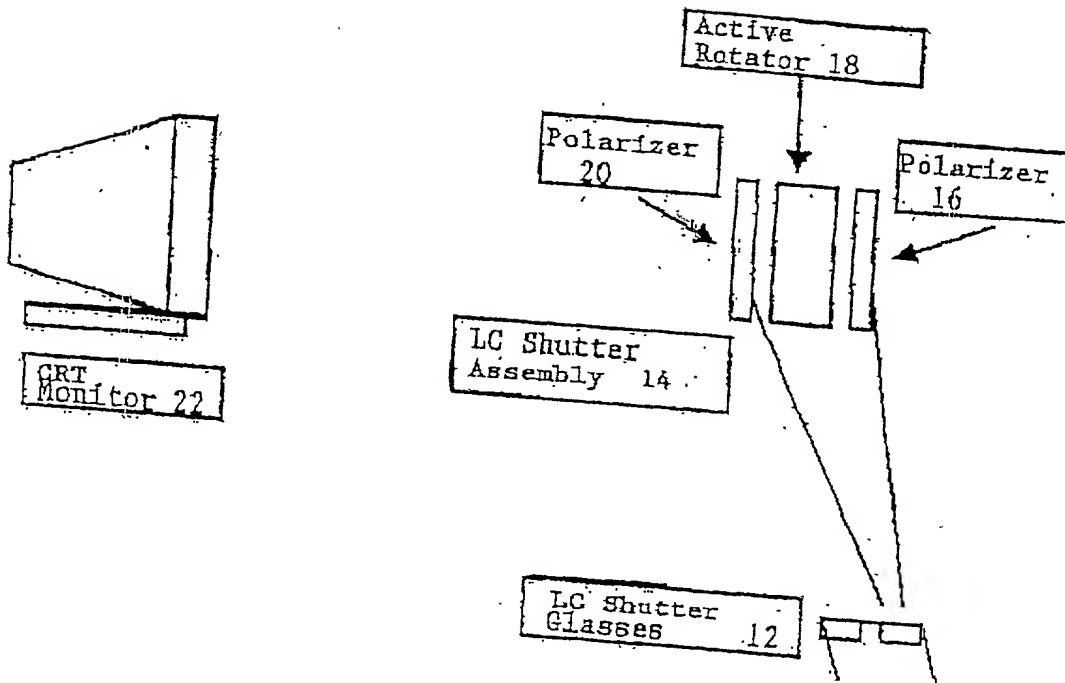 Active
Rotator 18
Polarizer
20
Polarizer
16
LC Shutter
Assembly 14
CRT
Monitor 22
LC Shutter
Glasses 12